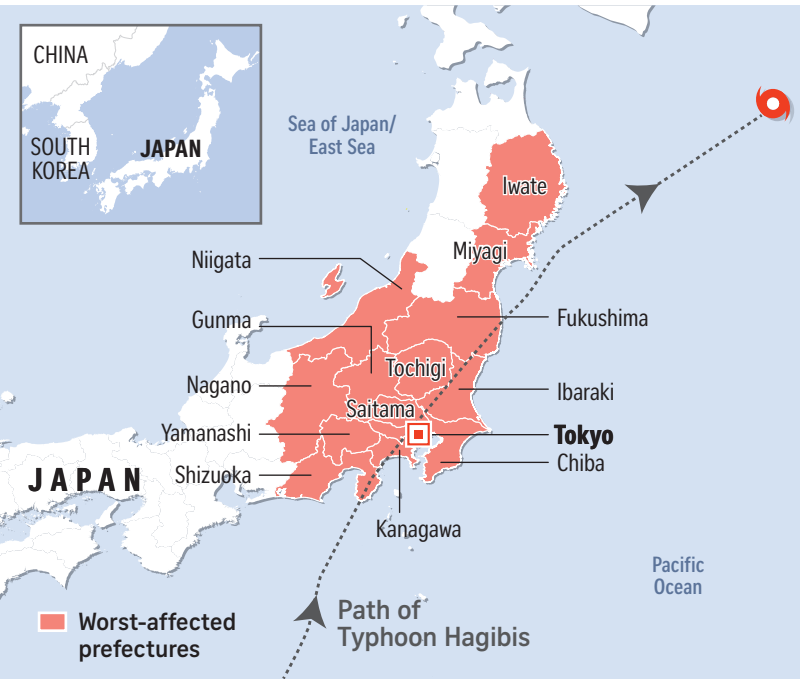 CHINA
SOUTH
KOREA
JAPAN
Sea of Japan/
East Sea
Iwate
Miyagi
Niigata
Gunma
Fukushima
Tochigi
Nagano
Ibaraki
Saitama
Yamanashi
Tokyo
Chiba
Shizuoka
JAPAN
Kanagawa
Pacific
Ocean
Path of
Typhoon Hagibis
Worst-affected
prefectures